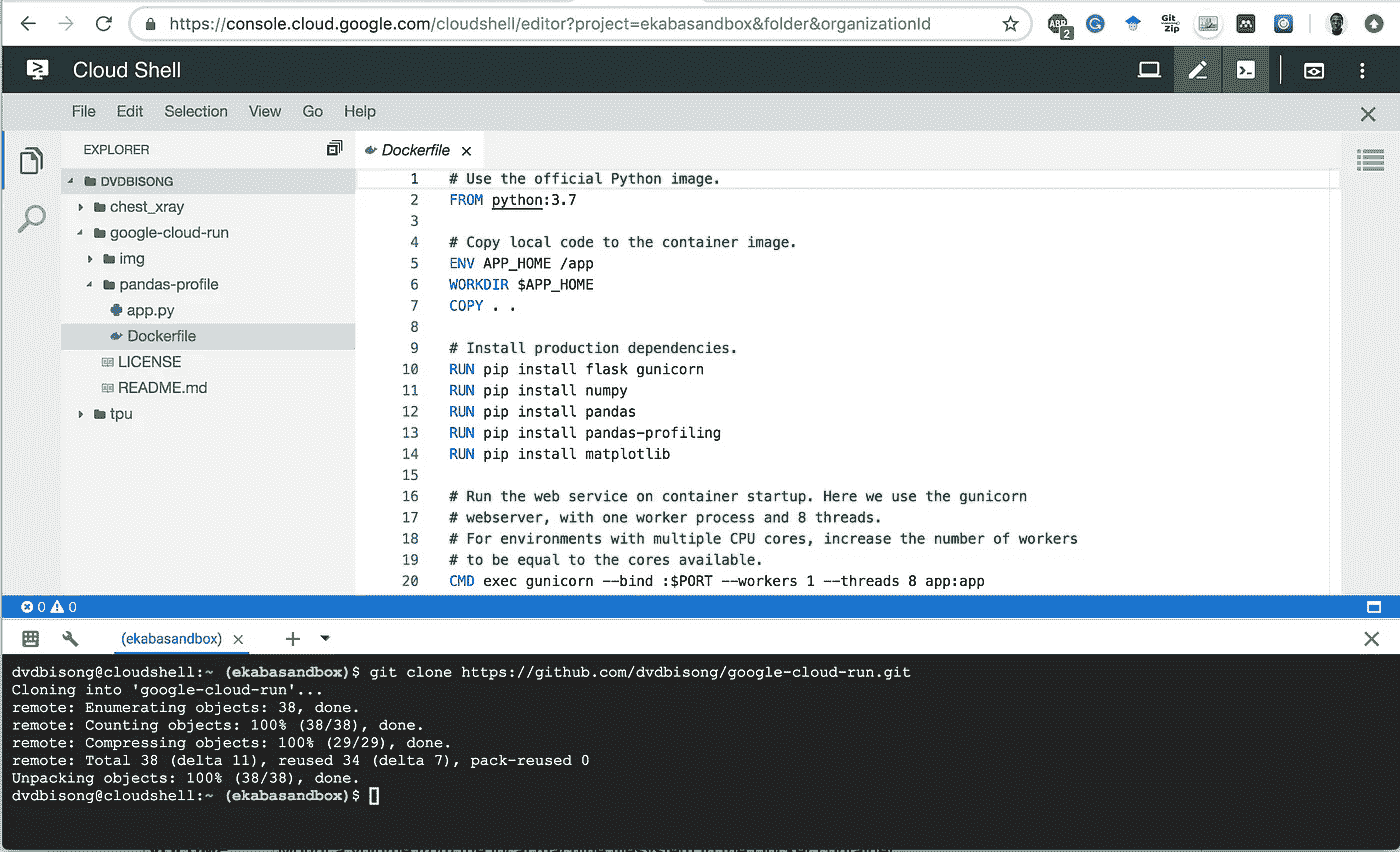 https://console.cloud.google.com/cloudshell/editor?project=ekabasandbox&folder&organizationId
ABP
2
Git
Zip
Cloud Shell
File Edit Selection View Go Help
EXPLORER
Dockerfile
DVDBISONG
chest_xray
google-cloud-run
img
pandas-profile
app.py
Dockerfile
LICENSE
README.md
tpu
1 # Use the official Python image.
2 FROM python:3.7
3
4 # Copy local code to the container image.
5 ENV APP_HOME /app
6 WORKDIR $APP_HOME
7 COPY . .
8
9 # Install production dependencies.
10 RUN pip install flask gunicorn
11 RUN pip install numpy
12 RUN pip install pandas
13 RUN pip install pandas-profiling
14 RUN pip install matplotlib
15
16 # Run the web service on container startup. Here we use the gunicorn
17 # webserver, with one worker process and 8 threads.
18 # For environments with multiple CPU cores, increase the number of workers
19 # to be equal to the cores available.
20 CMD exec gunicorn --bind :$PORT --workers 1 --threads 8 app:app
0 0
(ekabasandbox)
dvdbisong@cloudshell:~ (ekabasandbox)$ git clone https://github.com/dvdbisong/google-cloud-run.git
Cloning into 'google-cloud-run'...
remote: Enumerating objects: 38, done.
remote: Counting objects: 100% (38/38), done.
remote: Compressing objects: 100% (29/29), done.
remote: Total 38 (delta 11), reused 34 (delta 7), pack-reused 0
Unpacking objects: 100% (38/38), done.
dvdbisong@cloudshell:~ (ekabasandbox)$